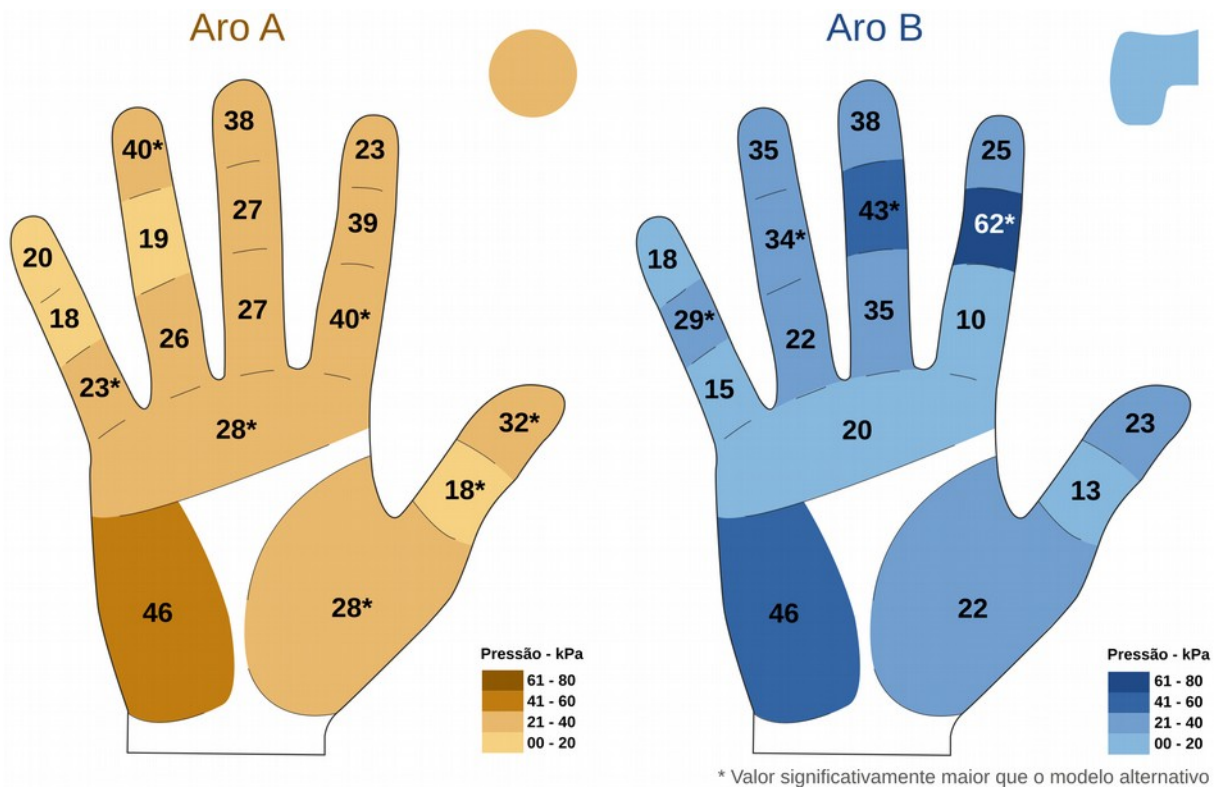 Aro A
Aro B
38
40*
23
27
19
39
20
27
40*
18
26
23*
28*
32*
18*
46
28*
Pressão - kPa
61 - 80
41 - 60
21 - 40
00 - 20
38
35
25
43*
34*
62*
18
35
10
29*
22
15
20
23
13
46
22
Pressão - kPa
61 - 80
41 - 60
21 - 40
00 - 20
* Valor significativamente maior que o modelo alternativo